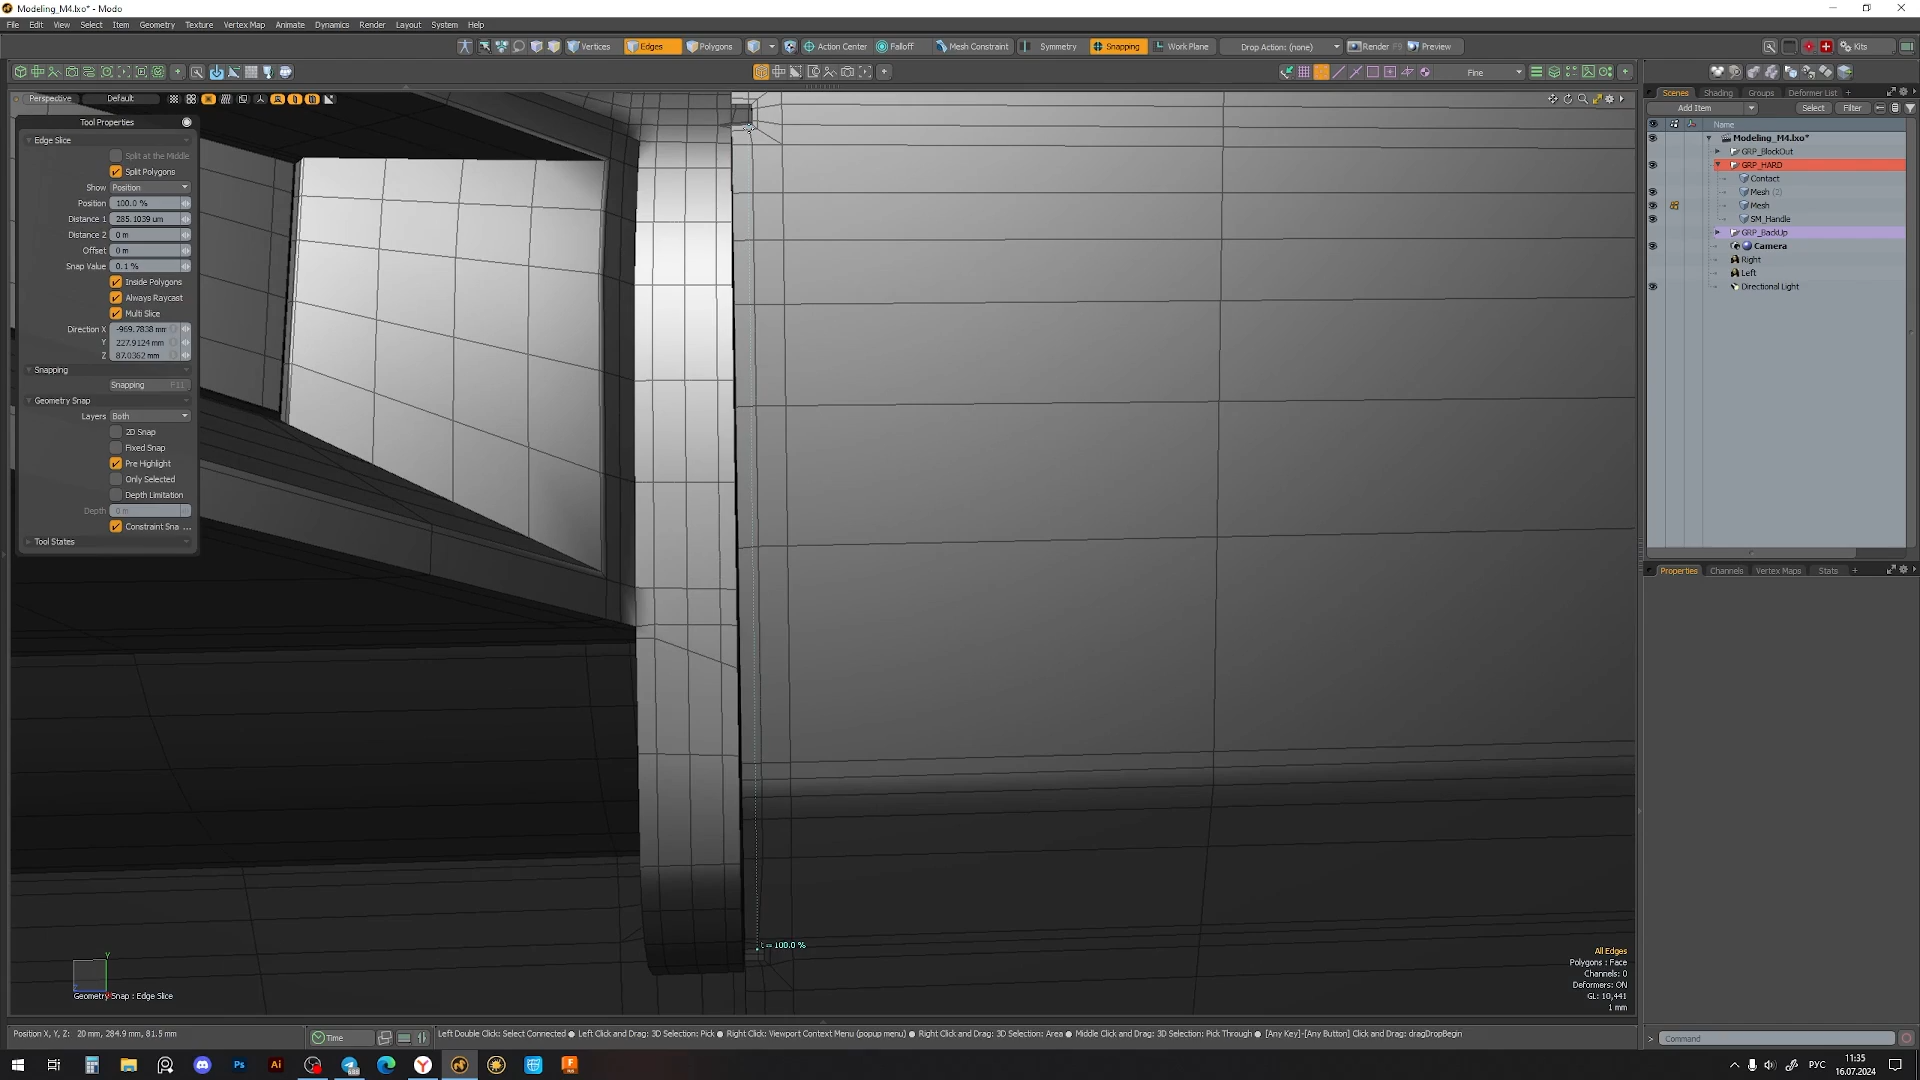 Modeling_M4.lxo* - Modo
File Edit View Select Item Geometry Texture Vertex Map Animate Dynamics Render Layout System Help
Vertices Edges Polygons Action Center Falloff Mesh Constraint Symmetry Snapping Work Plane Drop Action: (none) Render F9 Preview Kits
Fine
Perspective Default
Scenes Shading Groups Deformer List +
Tool Properties
Add Item Select Filter
Edge Slice
Name
Split at the Middle
Modeling_M4.lxo*
Split Polygons
GRP_BlockOut
Show Position
GRP_HARD
Position 100.0 %
Contact
Distance 1 285.1039 um
Mesh (2)
Distance 2 0 m
Mesh
Offset 0 m
SM_Handle
Snap Value 0.1 %
GRP_BackUp
Inside Polygons
Camera
Always Raycast
Right
Multi Slice
Left
Direction X -969.7838 mm
Directional Light
Y 227.9124 mm
Z 87.0362 mm
Snapping
Snapping F11
Geometry Snap
Layers Both
2D Snap
Fixed Snap
Pre Highlight
Only Selected
Depth Limitation
Depth 0 m
Constraint Sna ...
Tool States
Properties Channels Vertex Maps Stats +
t = 100.0 %
All Edges
Polygons : Face
Channels: 0
Deformers: ON
GL: 10,441
1 mm
Y
Geometry Snap : Edge Slice
Position X, Y, Z: 20 mm, 284.9 mm, 81.5 mm
Time
Left Double Click: Select Connected ● Left Click and Drag: 3D Selection: Pick ● Right Click: Viewport Context Menu (popup menu) ● Right Click and Drag: 3D Selection: Area ● Middle Click and Drag: 3D Selection: Pick Through ● [Any Key]-[Any Button] Click and Drag: dragDropBegin
> Command
Ps Ai
РУС
11:35
16.07.2024